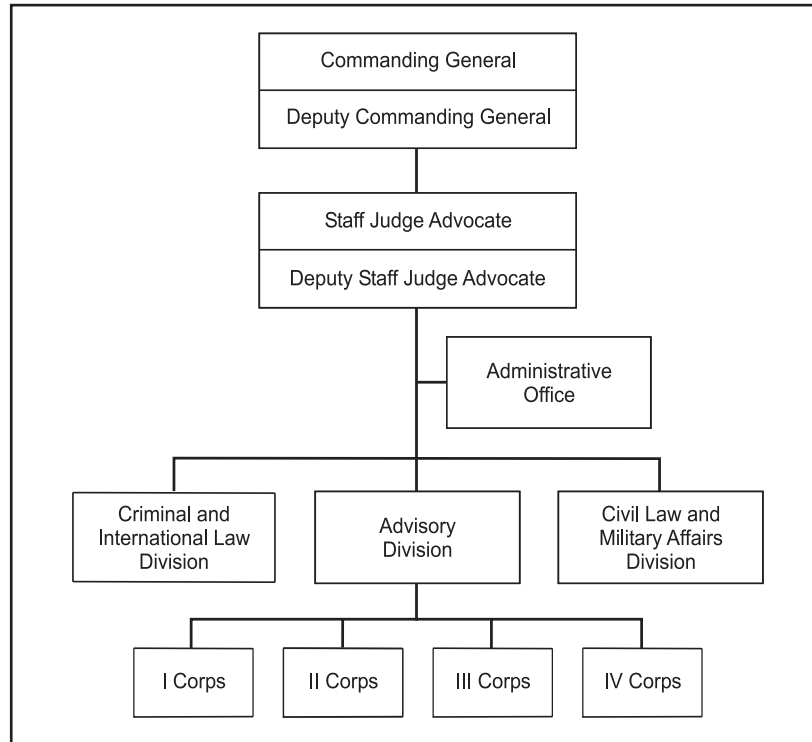 Commanding General
Deputy Commanding General
Staff Judge Advocate
Deputy Staff Judge Advocate
Administrative
Office
Criminal and
International Law
Division
Advisory
Division
Civil Law and
Military Affairs
Division
I Corps
II Corps
III Corps
IV Corps